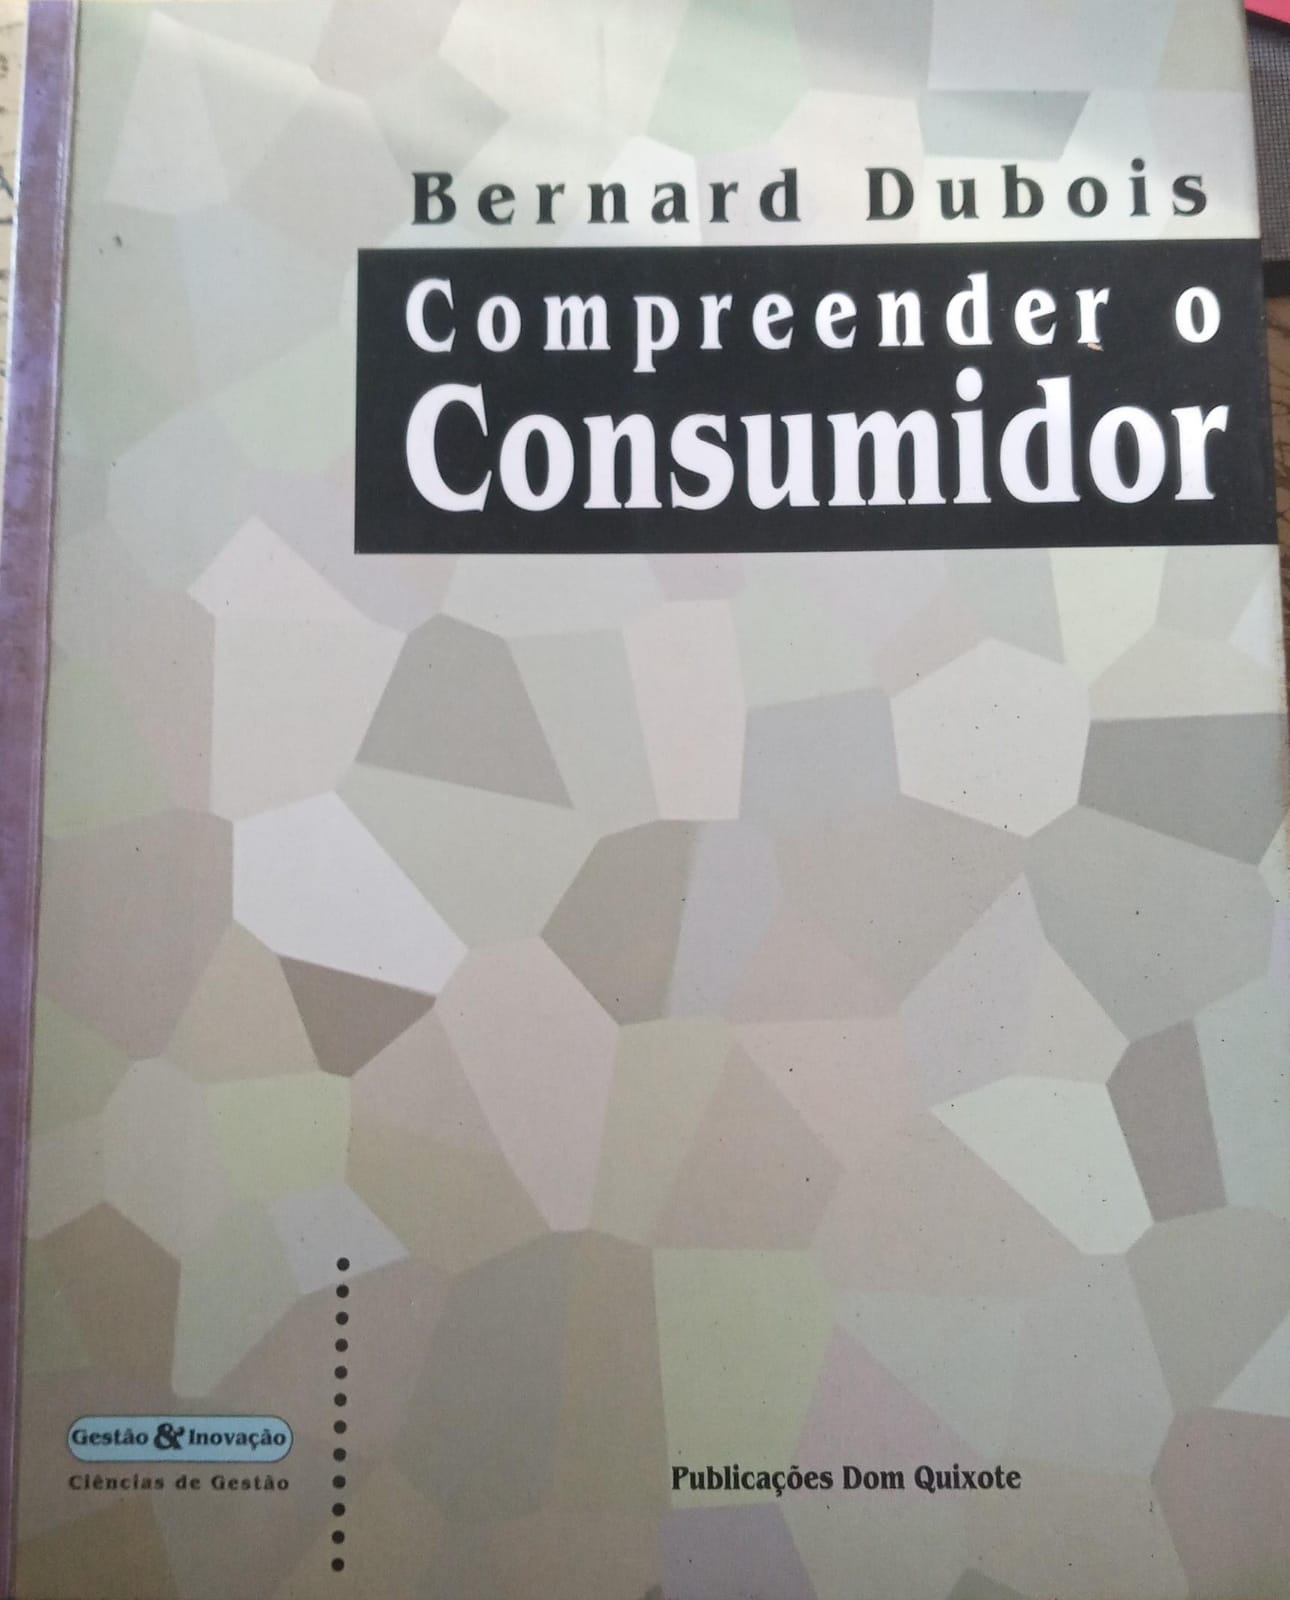 Bernard Dubois
Compreender o
Consumidor
Gestão & Inovação
Ciências de Gestão
Publicações Dom Quixote